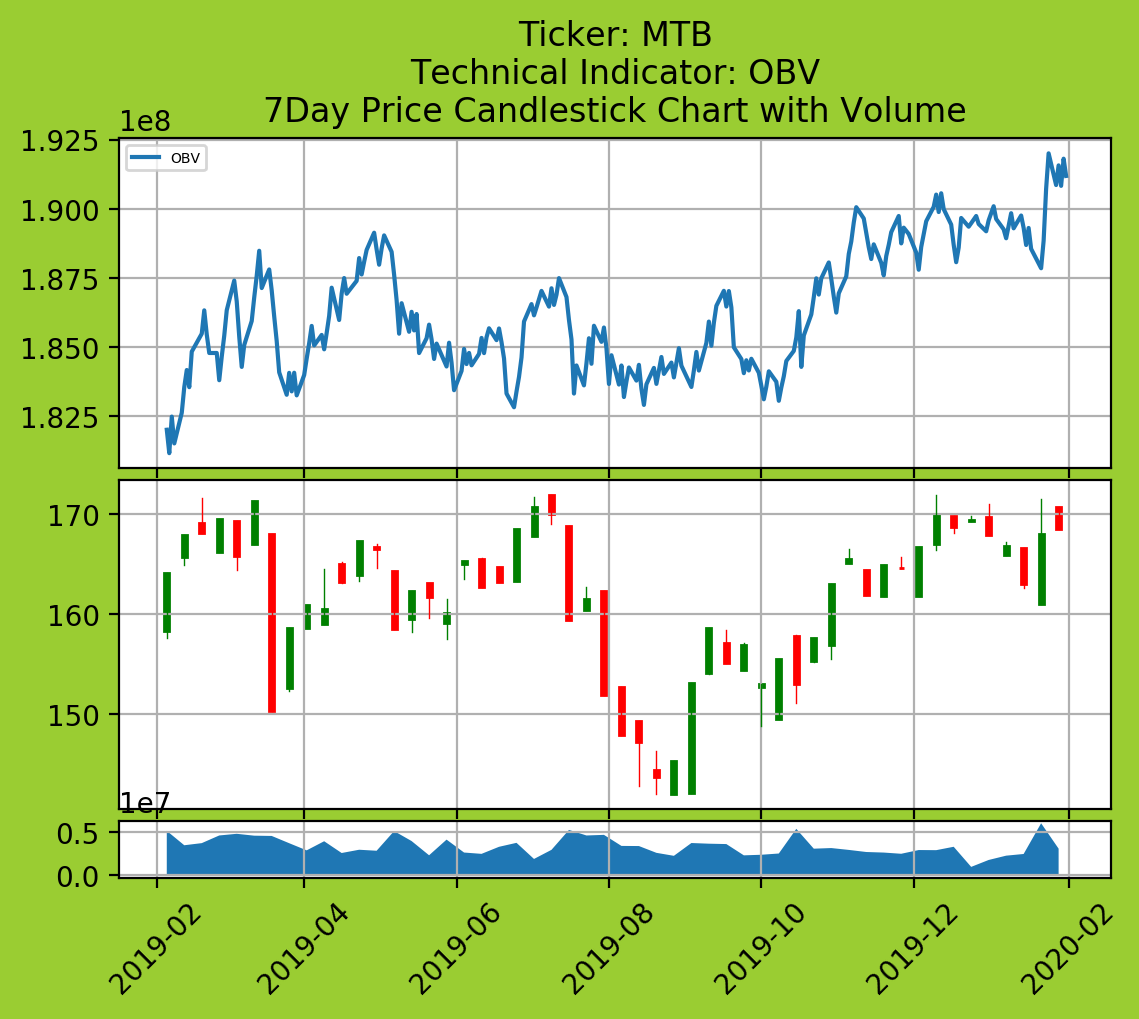 Ticker: MTB
Technical Indicator: OBV
7Day Price Candlestick Chart with Volume
1e8
1.925
OBV
1.900
1.875
1.850
1.825
170
160
150
1e7
0.5
0.0
2019-02
2019-04
2019-06
2019-08
2019-10
2019-12
2020-02